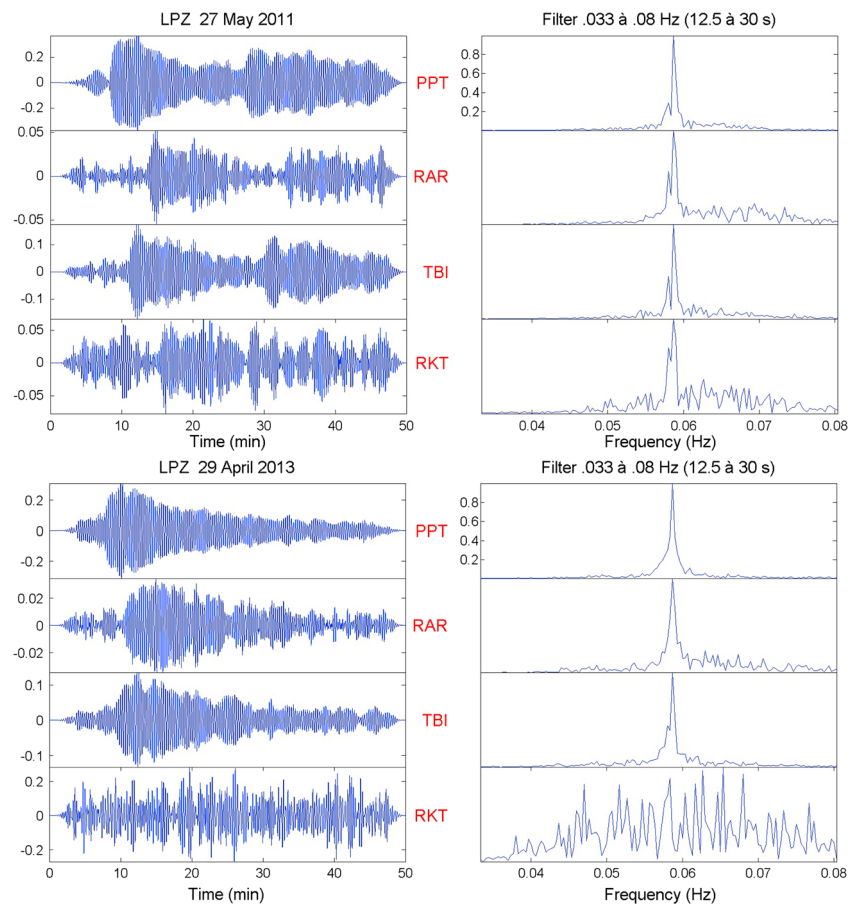 LPZ  27 May 2011
Filter .033 à .08 Hz (12.5 à 30 s)
0.2
0
-0.2
PPT
0.8
0.6
0.4
0.2
0.05
0
-0.05
RAR
0.1
0
-0.1
TBI
0.05
0
-0.05
RKT
0 10 20 30 40 50
Time (min)
0.04 0.05 0.06 0.07 0.08
Frequency (Hz)
LPZ  29 April 2013
Filter .033 à .08 Hz (12.5 à 30 s)
0.2
0
-0.2
PPT
0.8
0.6
0.4
0.2
0.02
0
-0.02
RAR
0.1
0
-0.1
TBI
0.2
0
-0.2
RKT
0 10 20 30 40 50
Time (min)
0.04 0.05 0.06 0.07 0.08
Frequency (Hz)